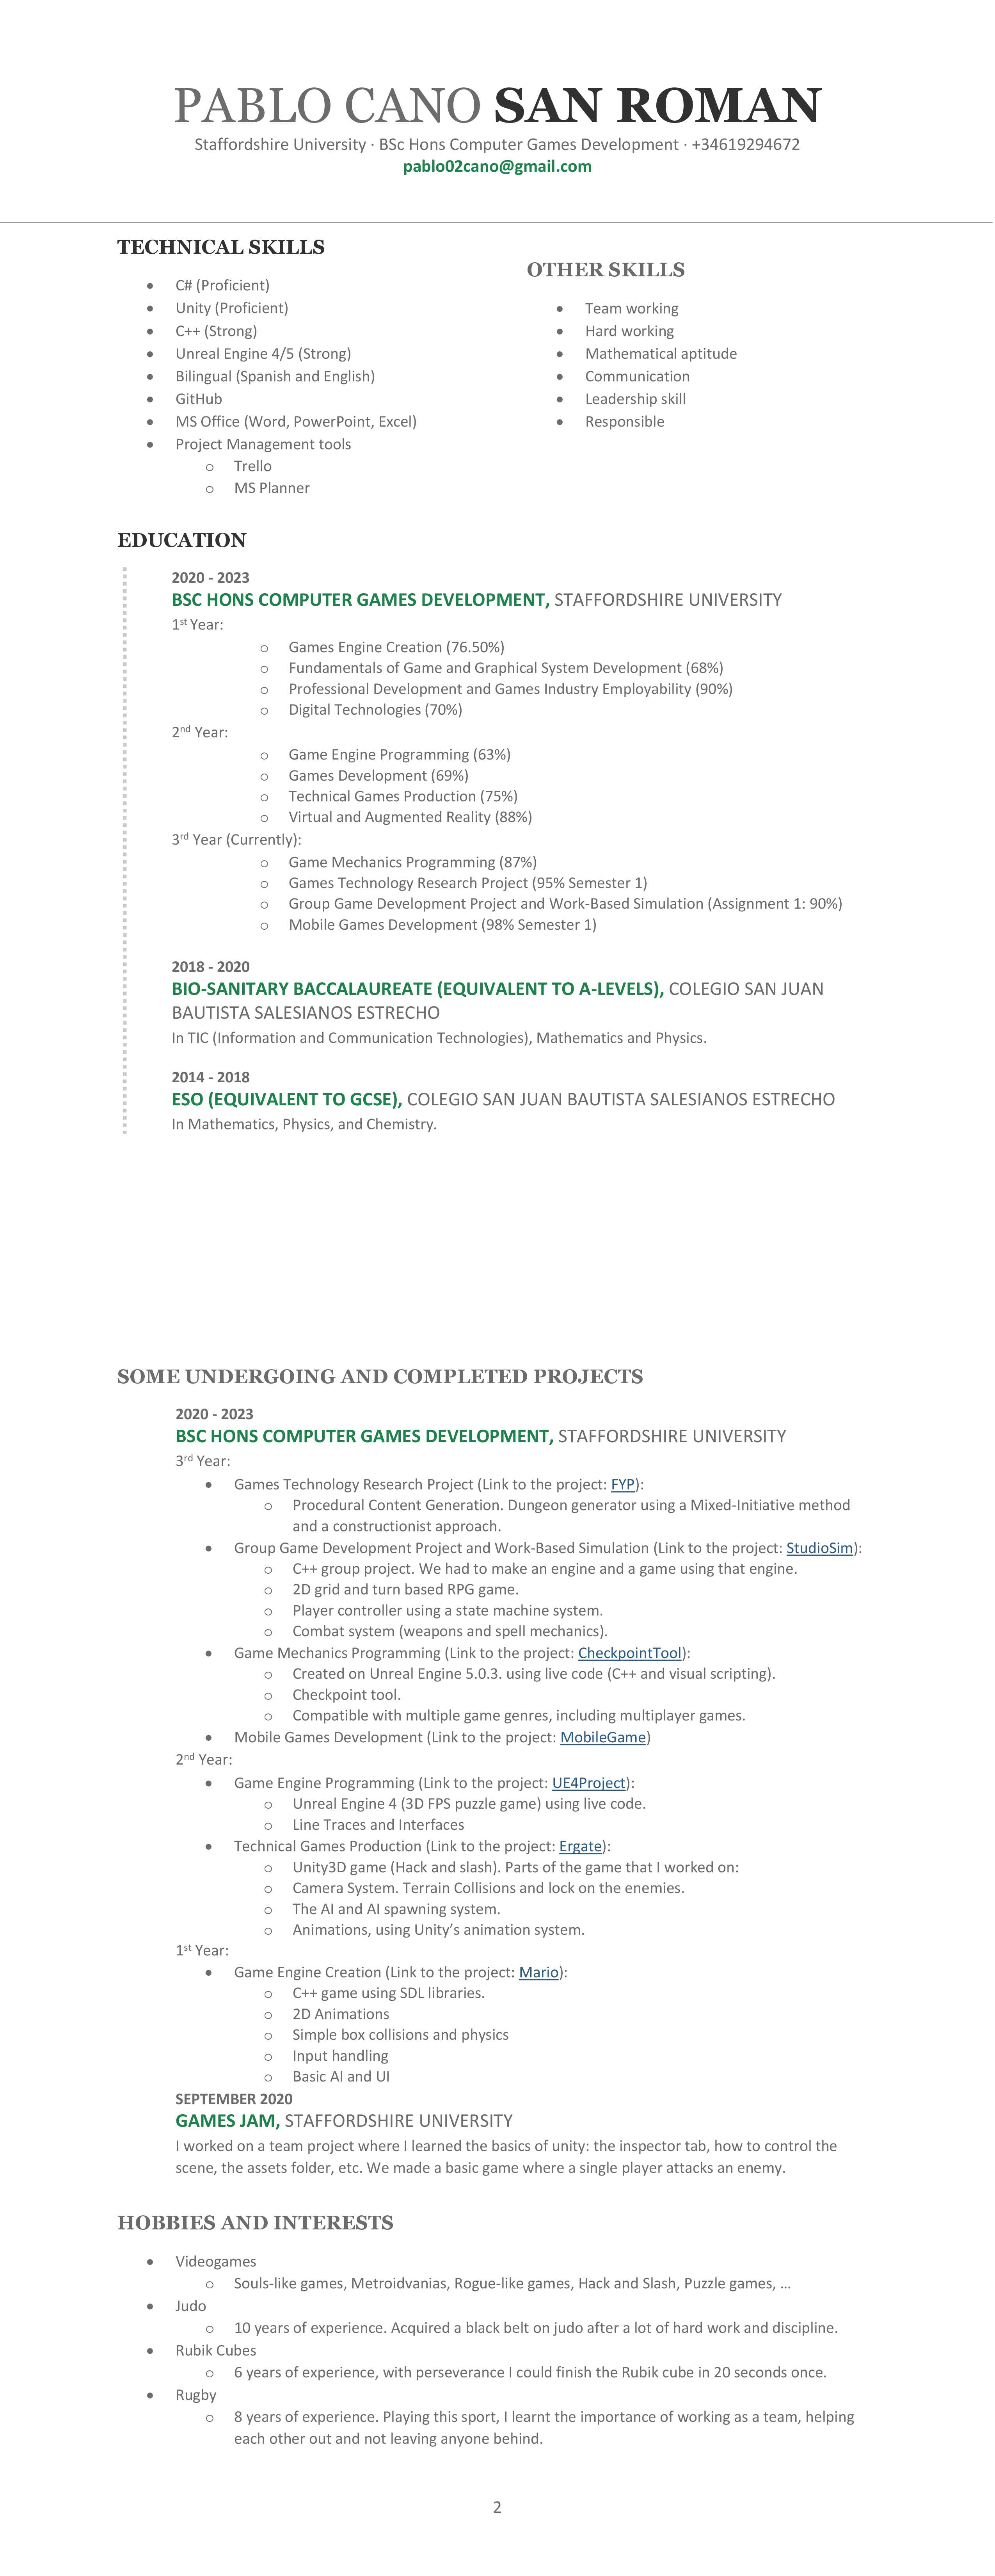 PABLO CANO SAN ROMAN
Staffordshire University · BSc Hons Computer Games Development · +34619294672
pablo02cano@gmail.com
TECHNICAL SKILLS
• C# (Proficient)
• Unity (Proficient)
• C++ (Strong)
• Unreal Engine 4/5 (Strong)
• Bilingual (Spanish and English)
• GitHub
• MS Office (Word, PowerPoint, Excel)
• Project Management tools
o Trello
o MS Planner
OTHER SKILLS
• Team working
• Hard working
• Mathematical aptitude
• Communication
• Leadership skill
• Responsible
EDUCATION
2020 - 2023
BSC HONS COMPUTER GAMES DEVELOPMENT, STAFFORDSHIRE UNIVERSITY
1st Year:
o Games Engine Creation (76.50%)
o Fundamentals of Game and Graphical System Development (68%)
o Professional Development and Games Industry Employability (90%)
o Digital Technologies (70%)
2nd Year:
o Game Engine Programming (63%)
o Games Development (69%)
o Technical Games Production (75%)
o Virtual and Augmented Reality (88%)
3rd Year (Currently):
o Game Mechanics Programming (87%)
o Games Technology Research Project (95% Semester 1)
o Group Game Development Project and Work-Based Simulation (Assignment 1: 90%)
o Mobile Games Development (98% Semester 1)
2018 - 2020
BIO-SANITARY BACCALAUREATE (EQUIVALENT TO A-LEVELS), COLEGIO SAN JUAN
BAUTISTA SALESIANOS ESTRECHO
In TIC (Information and Communication Technologies), Mathematics and Physics.
2014 - 2018
ESO (EQUIVALENT TO GCSE), COLEGIO SAN JUAN BAUTISTA SALESIANOS ESTRECHO
In Mathematics, Physics, and Chemistry.
SOME UNDERGOING AND COMPLETED PROJECTS
2020 - 2023
BSC HONS COMPUTER GAMES DEVELOPMENT, STAFFORDSHIRE UNIVERSITY
3rd Year:
• Games Technology Research Project (Link to the project: FYP):
o Procedural Content Generation. Dungeon generator using a Mixed-Initiative method
and a constructionist approach.
• Group Game Development Project and Work-Based Simulation (Link to the project: StudioSim):
o C++ group project. We had to make an engine and a game using that engine.
o 2D grid and turn based RPG game.
o Player controller using a state machine system.
o Combat system (weapons and spell mechanics).
• Game Mechanics Programming (Link to the project: CheckpointTool):
o Created on Unreal Engine 5.0.3. using live code (C++ and visual scripting).
o Checkpoint tool.
o Compatible with multiple game genres, including multiplayer games.
• Mobile Games Development (Link to the project: MobileGame)
2nd Year:
• Game Engine Programming (Link to the project: UE4Project):
o Unreal Engine 4 (3D FPS puzzle game) using live code.
o Line Traces and Interfaces
• Technical Games Production (Link to the project: Ergate):
o Unity3D game (Hack and slash). Parts of the game that I worked on:
o Camera System. Terrain Collisions and lock on the enemies.
o The AI and AI spawning system.
o Animations, using Unity's animation system.
1st Year:
• Game Engine Creation (Link to the project: Mario):
o C++ game using SDL libraries.
o 2D Animations
o Simple box collisions and physics
o Input handling
o Basic AI and UI
SEPTEMBER 2020
GAMES JAM, STAFFORDSHIRE UNIVERSITY
I worked on a team project where I learned the basics of unity: the inspector tab, how to control the
scene, the assets folder, etc. We made a basic game where a single player attacks an enemy.
HOBBIES AND INTERESTS
• Videogames
o Souls-like games, Metroidvanias, Rogue-like games, Hack and Slash, Puzzle games, ...
• Judo
o 10 years of experience. Acquired a black belt on judo after a lot of hard work and discipline.
• Rubik Cubes
o 6 years of experience, with perseverance I could finish the Rubik cube in 20 seconds once.
• Rugby
o 8 years of experience. Playing this sport, I learnt the importance of working as a team, helping
each other out and not leaving anyone behind.
2